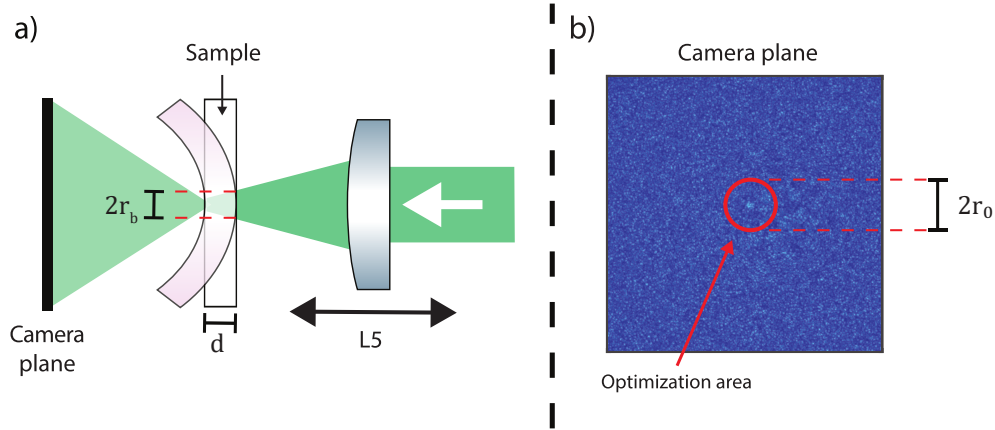 a)
Sample
2r_b
Camera
plane
d
L5
b)
Camera plane
2r_0
Optimization area